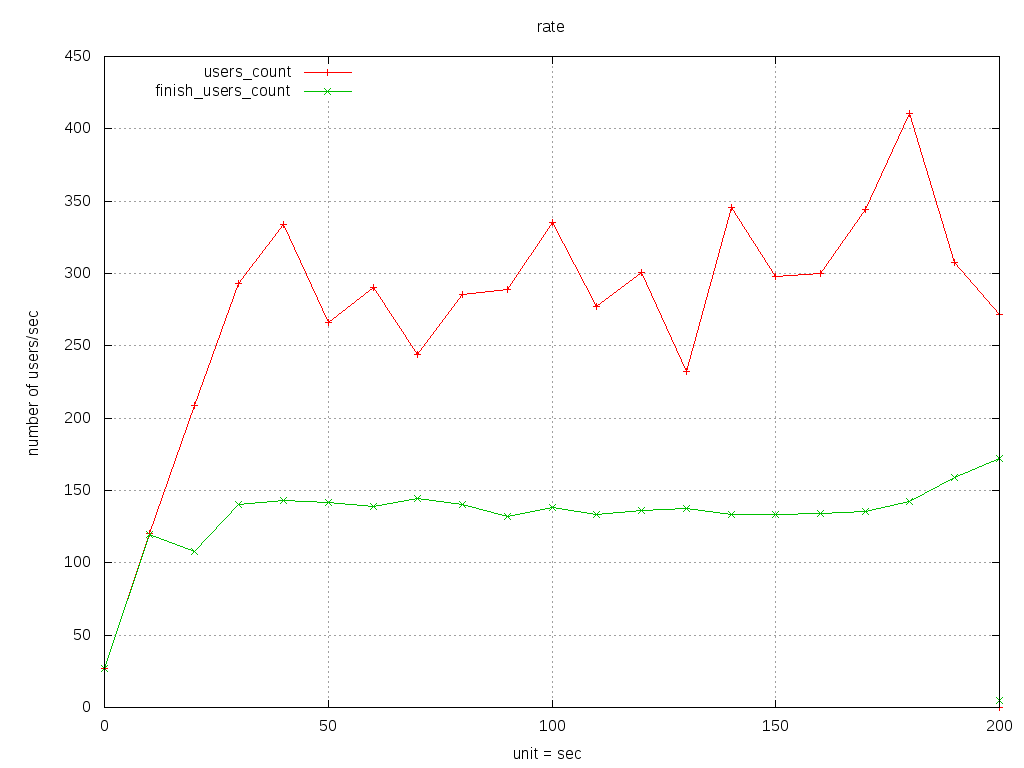 rate
450
400
350
300
250
200
150
100
50
0
number of users/sec
users_count
finish_users_count
0 50 100 150 200
unit = sec